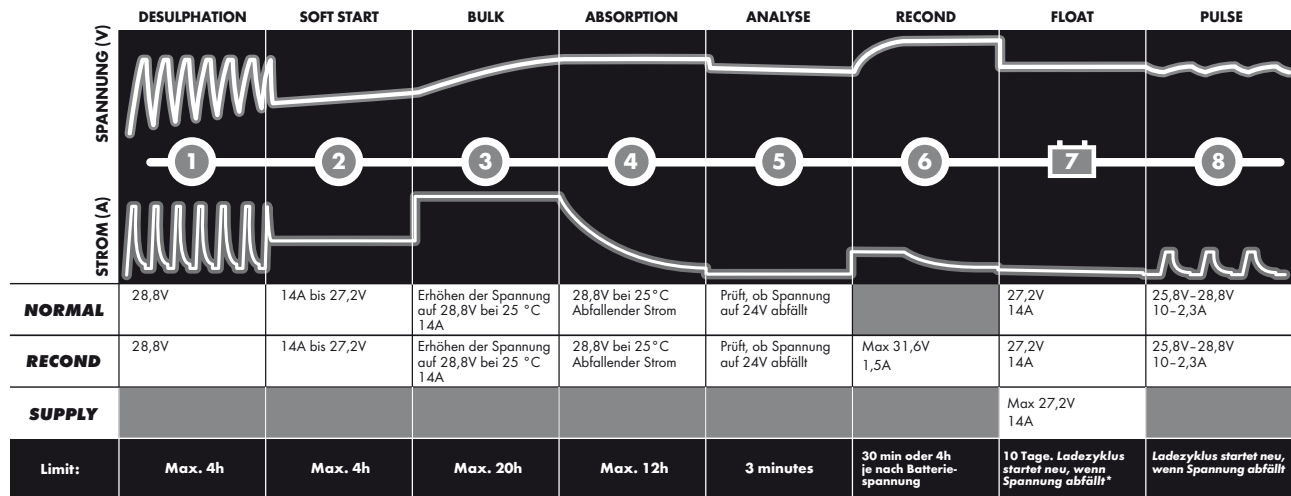 DESULPHATION SOFT START BULK ABSORPTION ANALYSE RECOND FLOAT PULSE
SPANNUNG (V)
1 2 3 4 5 6 7 8
STROM (A)
NORMAL
28,8V
14A bis 27,2V
Erhöhen der Spannung
auf 28,8V bei 25 °C
14A
28,8V bei 25°C
Abfallender Strom
Prüft, ob Spannung
auf 24V abfällt
27,2V
14A
25,8V–28,8V
10–2,3A
RECOND
28,8V
14A bis 27,2V
Erhöhen der Spannung
auf 28,8V bei 25 °C
14A
28,8V bei 25°C
Abfallender Strom
Prüft, ob Spannung
auf 24V abfällt
Max 31,6V
1,5A
27,2V
14A
25,8V–28,8V
10–2,3A
SUPPLY
Max 27,2V
14A
Limit:
Max. 4h
Max. 4h
Max. 20h
Max. 12h
3 minutes
30 min oder 4h
je nach Batterie-
spannung
10 Tage. Ladezyklus
startet neu, wenn
Spannung abfällt*
Ladezyklus startet neu,
wenn Spannung abfällt